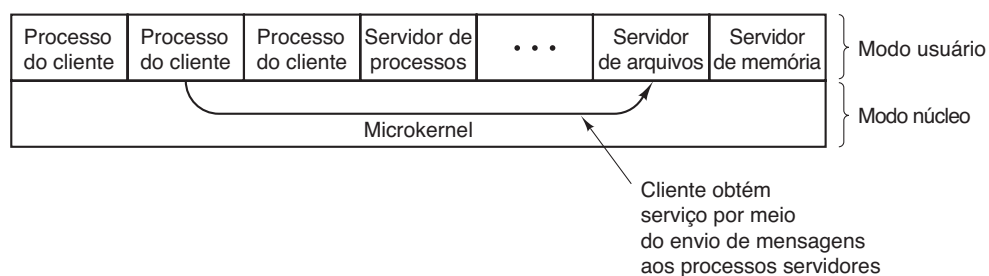 Processo
do cliente
Processo
do cliente
Processo
do cliente
Servidor de
processos
• • •
Servidor
de arquivos
Servidor
de memória
Modo usuário
Microkernel
Modo núcleo
Cliente obtém
serviço por meio
do envio de mensagens
aos processos servidores